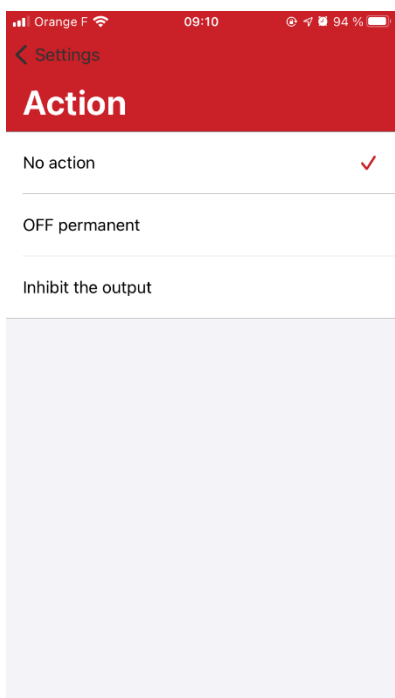 Orange F 09:10 94 %
Settings
Action
No action
OFF permanent
Inhibit the output